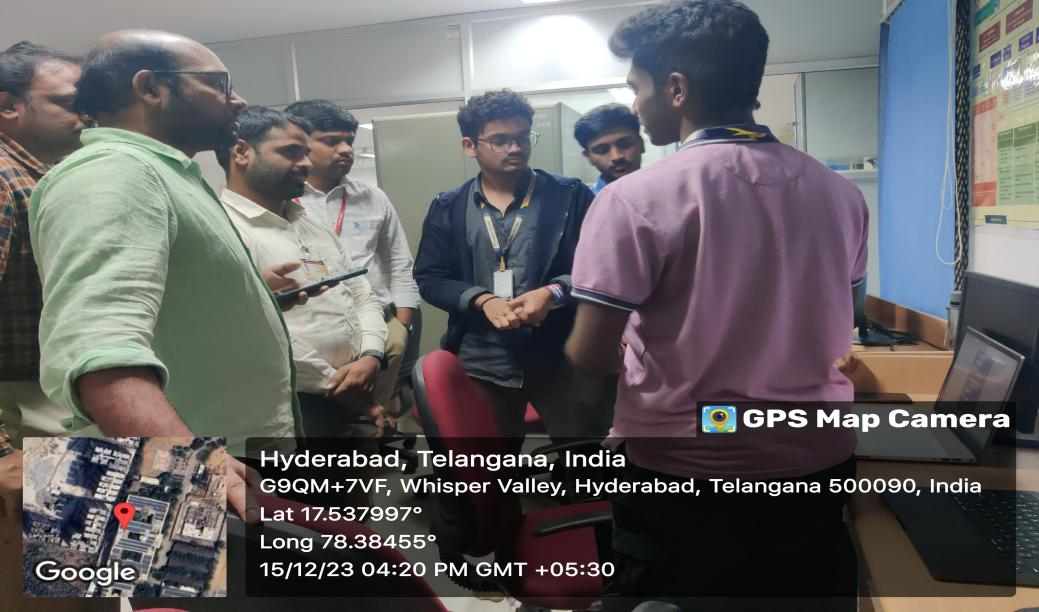 GPS Map Camera
Hyderabad, Telangana, India
G9QM+7VF, Whisper Valley, Hyderabad, Telangana 500090, India
Lat 17.537997°
Long 78.38455°
15/12/23 04:20 PM GMT +05:30
Google